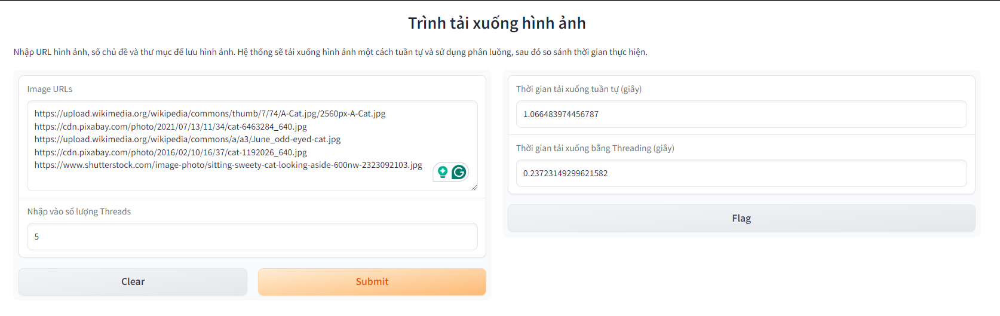 Trình tải xuống hình ảnh
Nhập URL hình ảnh, số chủ đề và thư mục để lưu hình ảnh. Hệ thống sẽ tải xuống hình ảnh một cách tuần tự và sử dụng phân luồng, sau đó so sánh thời gian thực hiện.
Image URLs
https://upload.wikimedia.org/wikipedia/commons/thumb/7/74/A-Cat.jpg/2560px-A-Cat.jpg
https://cdn.pixabay.com/photo/2021/07/13/11/34/cat-6463284_640.jpg
https://upload.wikimedia.org/wikipedia/commons/a/a3/June_odd-eyed-cat.jpg
https://cdn.pixabay.com/photo/2016/02/10/16/37/cat-1192026_640.jpg
https://www.shutterstock.com/image-photo/sitting-sweety-cat-looking-aside-600nw-2323092103.jpg
Nhập vào số lượng Threads
5
Clear
Submit
Thời gian tải xuống tuần tự (giây)
1.066483974456787
Thời gian tải xuống bằng Threading (giây)
0.23723149299621582
Flag